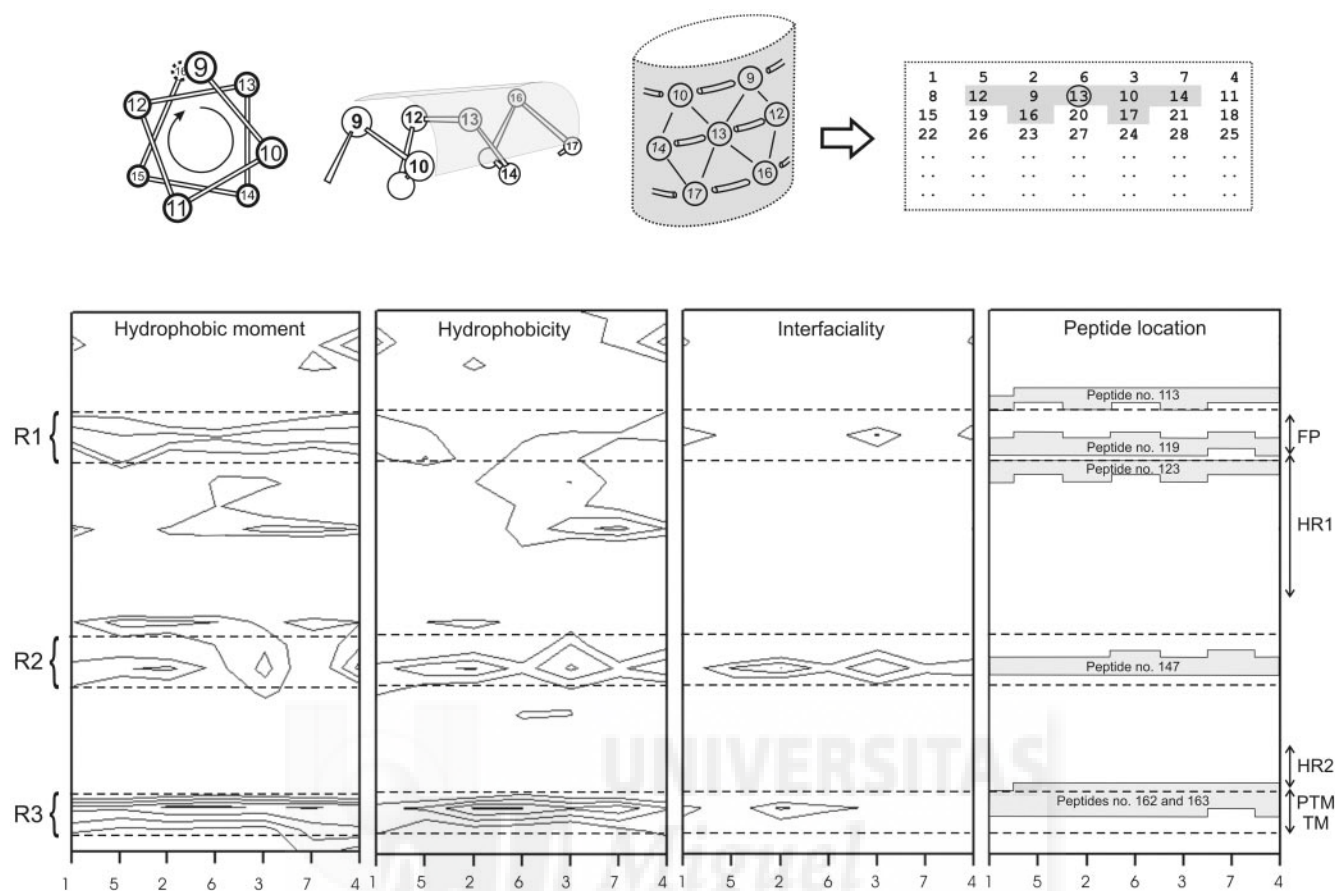 9
13
12
10
15
14
11
9
12
13
16
17
10
14
10
9
13
12
14
16
17
1 5 2 6 3 7 4
8 12 9 13 10 14 11
15 19 16 20 17 21 18
22 26 23 27 24 28 25
.. .. .. .. .. .. ..
.. .. .. .. .. .. ..
.. .. .. .. .. .. ..
Hydrophobic moment
Hydrophobicity
Interfaciality
Peptide location
Peptide no. 113
R1 {
FP
Peptide no. 119
Peptide no. 123
HR1
R2 {
Peptide no. 147
UNIVERSITAS
HR2
R3 {
Peptides no. 162 and 163
PTM
TM
Miguel
1 5 2 6 3 7 4
1 5 2 6 3 7 4
1 5 2 6 3 7 4
1 5 2 6 3 7 4